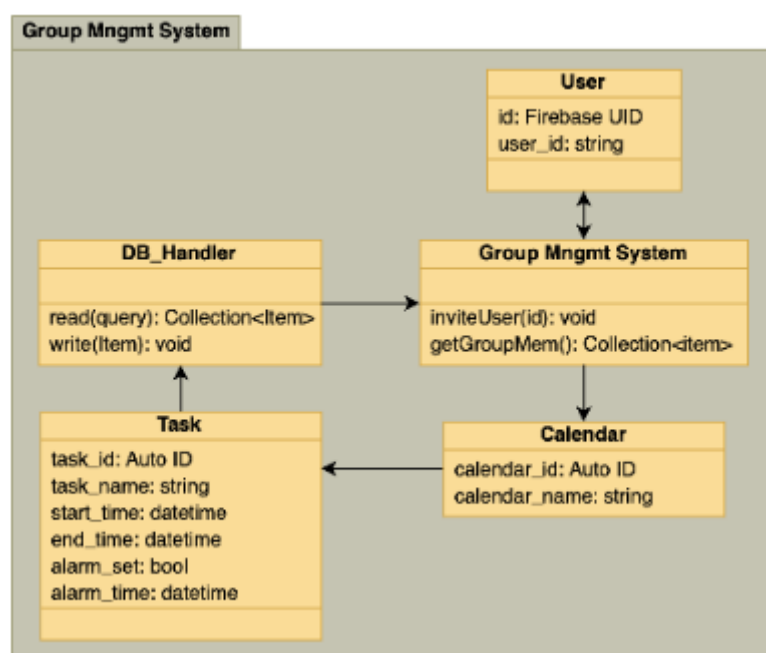 Group Mngmt System
User
id: Firebase UID
user_id: string
DB_Handler
read(query): Collection<Item>
write(Item): void
Group Mngmt System
inviteUser(id): void
getGroupMem(): Collection<item>
Task
task_id: Auto ID
task_name: string
start_time: datetime
end_time: datetime
alarm_set: bool
alarm_time: datetime
Calendar
calendar_id: Auto ID
calendar_name: string